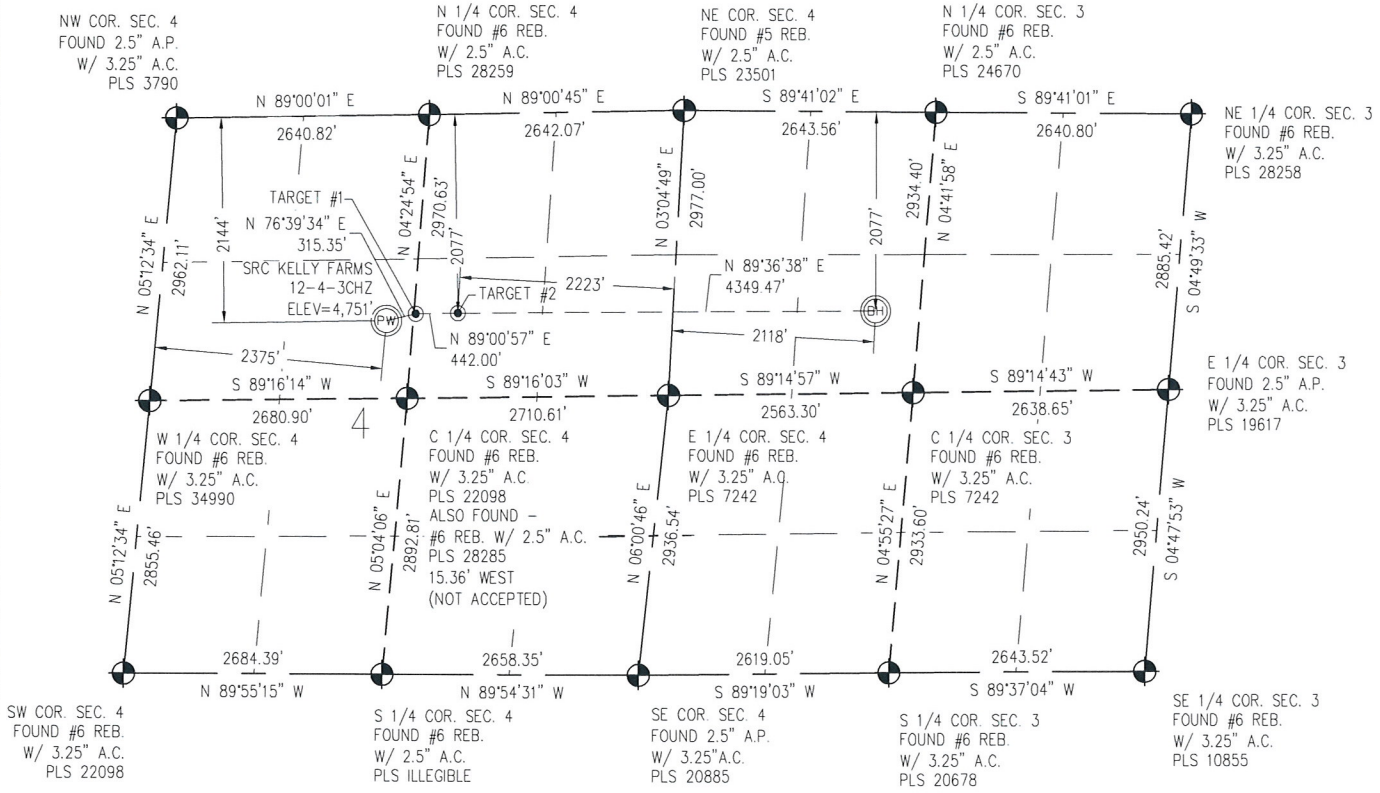 NW COR. SEC. 4
FOUND 2.5" A.P.
W/ 3.25" A.C.
PLS 3790
N 1/4 COR. SEC. 4
FOUND #6 REB.
W/ 2.5" A.C.
PLS 28259
NE COR. SEC. 4
FOUND #5 REB.
W/ 2.5" A.C.
PLS 23501
N 1/4 COR. SEC. 3
FOUND #6 REB.
W/ 2.5" A.C.
PLS 24670
NE 1/4 COR. SEC. 3
FOUND #6 REB.
W/ 3.25" A.C.
PLS 28258
N 89°00'01" E
2640.82'
N 89°00'45" E
2642.07'
S 89°41'02" E
2643.56'
S 89°41'01" E
2640.80'
N 05°12'34" E
2962.11'
2144'
TARGET #1
N 76°39'34" E
315.35'
SRC KELLY FARMS
12-4-3CHZ
ELEV=4,751'
PW
N 04°24'54" E
2970.63'
2077'
2223'
TARGET #2
N 89°00'57" E
442.00'
N 03°04'49" E
2977.00'
N 89°36'38" E
4349.47'
2077'
BH
2118'
2934.40'
N 04°41'58" E
2885.42'
S 04°49'33" W
2375'
S 89°16'14" W
2680.90'
4
S 89°16'03" W
2710.61'
S 89°14'57" W
2563.30'
S 89°14'43" W
2638.65'
E 1/4 COR. SEC. 3
FOUND 2.5" A.P.
W/ 3.25" A.C.
PLS 19617
W 1/4 COR. SEC. 4
FOUND #6 REB.
W/ 3.25" A.C.
PLS 34990
C 1/4 COR. SEC. 4
FOUND #6 REB.
W/ 3.25" A.C.
PLS 22098
ALSO FOUND -
#6 REB. W/ 2.5" A.C.
PLS 28285
15.36' WEST
(NOT ACCEPTED)
E 1/4 COR. SEC. 4
FOUND #6 REB.
W/ 3.25" A.C.
PLS 7242
C 1/4 COR. SEC. 3
FOUND #6 REB.
W/ 3.25" A.C.
PLS 7242
N 05°12'34" E
2855.46'
N 05°04'06" E
2892.81'
N 06°00'46" E
2936.54'
N 04°55'27" E
2933.60'
2950.24'
S 04°47'53" W
2684.39'
N 89°55'15" W
2658.35'
N 89°54'31" W
2619.05'
S 89°19'03" W
2643.52'
S 89°37'04" W
SW COR. SEC. 4
FOUND #6 REB.
W/ 3.25" A.C.
PLS 22098
S 1/4 COR. SEC. 4
FOUND #6 REB.
W/ 2.5" A.C.
PLS ILLEGIBLE
SE COR. SEC. 4
FOUND 2.5" A.P.
W/ 3.25"A.C.
PLS 20885
S 1/4 COR. SEC. 3
FOUND #6 REB.
W/ 3.25" A.C.
PLS 20678
SE 1/4 COR. SEC. 3
FOUND #6 REB.
W/ 3.25" A.C.
PLS 10855